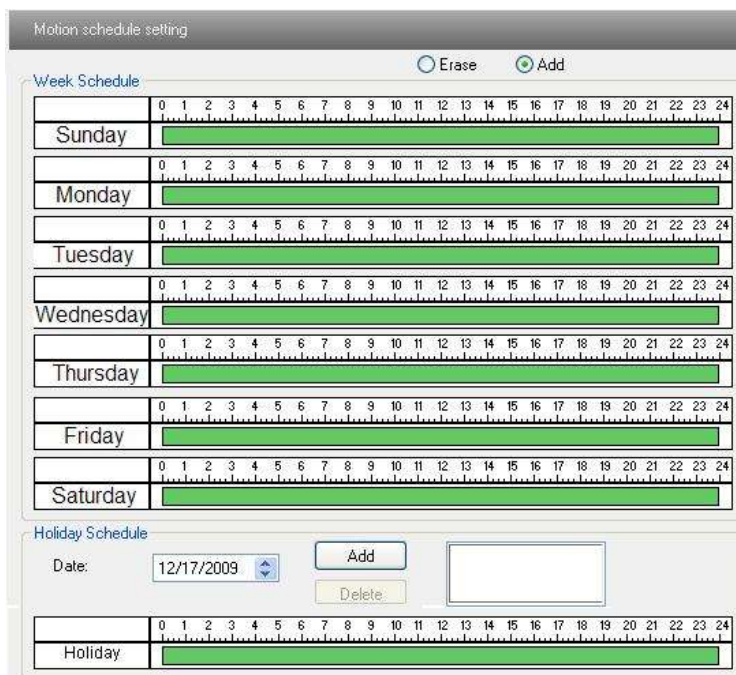 Motion schedule setting
Erase Add
Week Schedule
0 1 2 3 4 5 6 7 8 9 10 11 12 13 14 15 16 17 18 19 20 21 22 23 24
Sunday
0 1 2 3 4 5 6 7 8 9 10 11 12 13 14 15 16 17 18 19 20 21 22 23 24
Monday
0 1 2 3 4 5 6 7 8 9 10 11 12 13 14 15 16 17 18 19 20 21 22 23 24
Tuesday
0 1 2 3 4 5 6 7 8 9 10 11 12 13 14 15 16 17 18 19 20 21 22 23 24
Wednesday
0 1 2 3 4 5 6 7 8 9 10 11 12 13 14 15 16 17 18 19 20 21 22 23 24
Thursday
0 1 2 3 4 5 6 7 8 9 10 11 12 13 14 15 16 17 18 19 20 21 22 23 24
Friday
0 1 2 3 4 5 6 7 8 9 10 11 12 13 14 15 16 17 18 19 20 21 22 23 24
Saturday
Holiday Schedule
Date: 12/17/2009 Add
Delete
0 1 2 3 4 5 6 7 8 9 10 11 12 13 14 15 16 17 18 19 20 21 22 23 24
Holiday